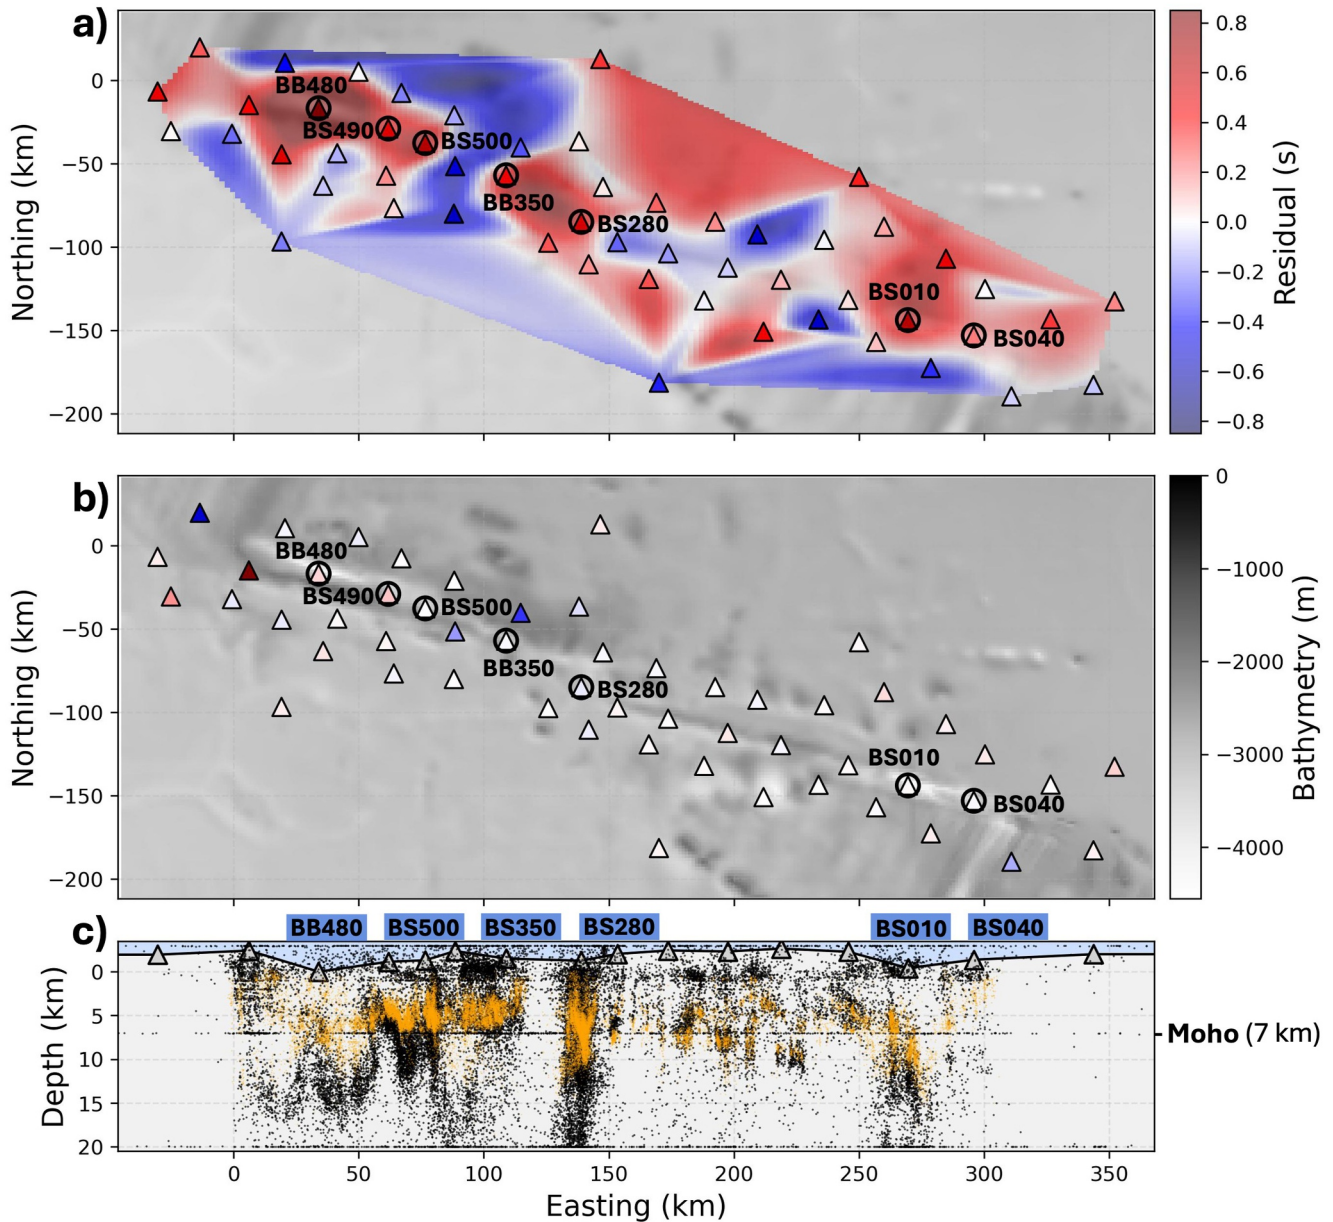 a)
0
−50
−100
−150
−200
Northing (km)
BB480
BS490
BS500
BB350
BS280
BS010
BS040
0.8
0.6
0.4
0.2
0.0
−0.2
−0.4
−0.6
−0.8
Residual (s)
b)
0
−50
−100
−150
−200
Northing (km)
BB480
BS490
BS500
BB350
BS280
BS010
BS040
0
−1000
−2000
−3000
−4000
Bathymetry (m)
c)
BB480 BS500 BS350 BS280 BS010 BS040
0
5
10
15
20
Depth (km)
Moho (7 km)
0 50 100 150 200 250 300 350
Easting (km)